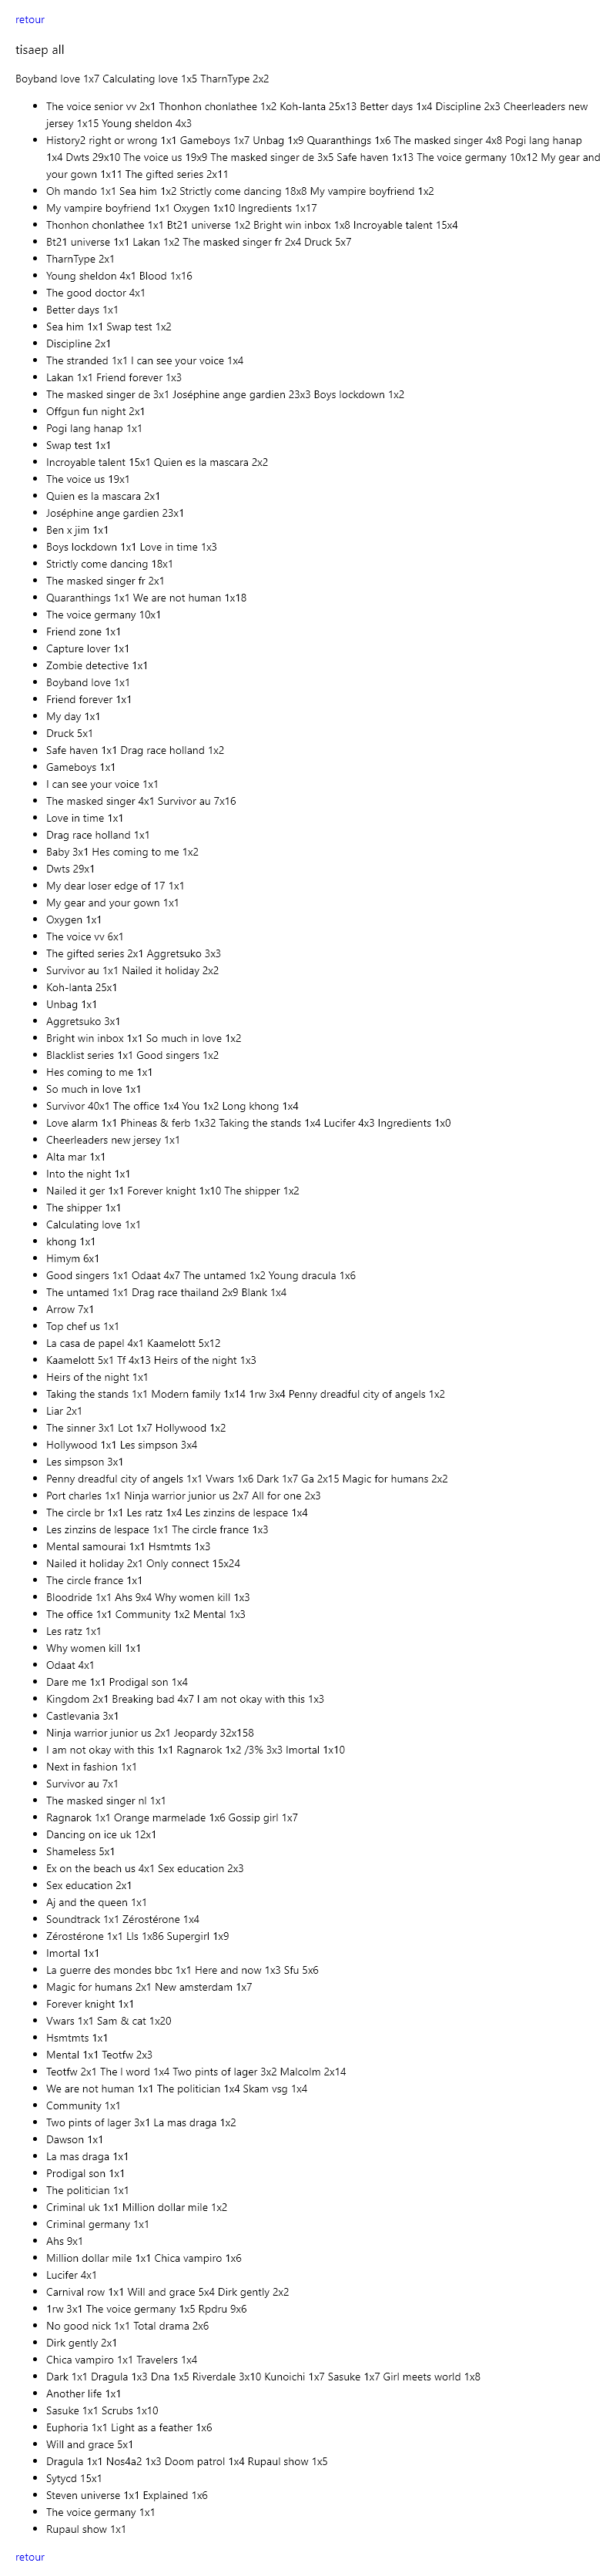 retour
tisaep all
Boyband love 1x7 Calculating love 1x5 TharnType 2x2
The voice senior vv 2x1 Thonhon chonlathee 1x2 Koh-lanta 25x13 Better days 1x4 Discipline 2x3 Cheerleaders new
jersey 1x15 Young sheldon 4x3
History2 right or wrong 1x1 Gameboys 1x7 Unbag 1x9 Quaranthings 1x6 The masked singer 4x8 Pogi lang hanap
1x4 Dwts 29x10 The voice us 19x9 The masked singer de 3x5 Safe haven 1x13 The voice germany 10x12 My gear and
your gown 1x11 The gifted series 2x11
Oh mando 1x1 Sea him 1x2 Strictly come dancing 18x8 My vampire boyfriend 1x2
My vampire boyfriend 1x1 Oxygen 1x10 Ingredients 1x17
Thonhon chonlathee 1x1 Bt21 universe 1x2 Bright win inbox 1x8 Incroyable talent 15x4
Bt21 universe 1x1 Lakan 1x2 The masked singer fr 2x4 Druck 5x7
TharnType 2x1
Young sheldon 4x1 Blood 1x16
The good doctor 4x1
Better days 1x1
Sea him 1x1 Swap test 1x2
Discipline 2x1
The stranded 1x1 I can see your voice 1x4
Lakan 1x1 Friend forever 1x3
The masked singer de 3x1 Joséphine ange gardien 23x3 Boys lockdown 1x2
Offgun fun night 2x1
Pogi lang hanap 1x1
Swap test 1x1
Incroyable talent 15x1 Quien es la mascara 2x2
The voice us 19x1
Quien es la mascara 2x1
Joséphine ange gardien 23x1
Ben x jim 1x1
Boys lockdown 1x1 Love in time 1x3
Strictly come dancing 18x1
The masked singer fr 2x1
Quaranthings 1x1 We are not human 1x18
The voice germany 10x1
Friend zone 1x1
Capture lover 1x1
Zombie detective 1x1
Boyband love 1x1
Friend forever 1x1
My day 1x1
Druck 5x1
Safe haven 1x1 Drag race holland 1x2
Gameboys 1x1
I can see your voice 1x1
The masked singer 4x1 Survivor au 7x16
Love in time 1x1
Drag race holland 1x1
Baby 3x1 Hes coming to me 1x2
Dwts 29x1
My dear loser edge of 17 1x1
My gear and your gown 1x1
Oxygen 1x1
The voice vv 6x1
The gifted series 2x1 Aggretsuko 3x3
Survivor au 1x1 Nailed it holiday 2x2
Koh-lanta 25x1
Unbag 1x1
Aggretsuko 3x1
Bright win inbox 1x1 So much in love 1x2
Blacklist series 1x1 Good singers 1x2
Hes coming to me 1x1
So much in love 1x1
Survivor 40x1 The office 1x4 You 1x2 Long khong 1x4
Love alarm 1x1 Phineas & ferb 1x32 Taking the stands 1x4 Lucifer 4x3 Ingredients 1x0
Cheerleaders new jersey 1x1
Alta mar 1x1
Into the night 1x1
Nailed it ger 1x1 Forever knight 1x10 The shipper 1x2
The shipper 1x1
Calculating love 1x1
khong 1x1
Himym 6x1
Good singers 1x1 Odaat 4x7 The untamed 1x2 Young dracula 1x6
The untamed 1x1 Drag race thailand 2x9 Blank 1x4
Arrow 7x1
Top chef us 1x1
La casa de papel 4x1 Kaamelott 5x12
Kaamelott 5x1 Tf 4x13 Heirs of the night 1x3
Heirs of the night 1x1
Taking the stands 1x1 Modern family 1x14 1rw 3x4 Penny dreadful city of angels 1x2
Liar 2x1
The sinner 3x1 Lot 1x7 Hollywood 1x2
Hollywood 1x1 Les simpson 3x4
Les simpson 3x1
Penny dreadful city of angels 1x1 Vwars 1x6 Dark 1x7 Ga 2x15 Magic for humans 2x2
Port charles 1x1 Ninja warrior junior us 2x7 All for one 2x3
The circle br 1x1 Les ratz 1x4 Les zinzins de lespace 1x4
Les zinzins de lespace 1x1 The circle france 1x3
Mental samourai 1x1 Hsmtmts 1x3
Nailed it holiday 2x1 Only connect 15x24
The circle france 1x1
Bloodride 1x1 Ahs 9x4 Why women kill 1x3
The office 1x1 Community 1x2 Mental 1x3
Les ratz 1x1
Why women kill 1x1
Odaat 4x1
Dare me 1x1 Prodigal son 1x4
Kingdom 2x1 Breaking bad 4x7 I am not okay with this 1x3
Castlevania 3x1
Ninja warrior junior us 2x1 Jeopardy 32x158
I am not okay with this 1x1 Ragnarok 1x2 /3% 3x3 Imortal 1x10
Next in fashion 1x1
Survivor au 7x1
The masked singer nl 1x1
Ragnarok 1x1 Orange marmelade 1x6 Gossip girl 1x7
Dancing on ice uk 12x1
Shameless 5x1
Ex on the beach us 4x1 Sex education 2x3
Sex education 2x1
Aj and the queen 1x1
Soundtrack 1x1 Zérostérone 1x4
Zérostérone 1x1 Lls 1x86 Supergirl 1x9
Imortal 1x1
La guerre des mondes bbc 1x1 Here and now 1x3 Sfu 5x6
Magic for humans 2x1 New amsterdam 1x7
Forever knight 1x1
Vwars 1x1 Sam & cat 1x20
Hsmtmts 1x1
Mental 1x1 Teotfw 2x3
Teotfw 2x1 The l word 1x4 Two pints of lager 3x2 Malcolm 2x14
We are not human 1x1 The politician 1x4 Skam vsg 1x4
Community 1x1
Two pints of lager 3x1 La mas draga 1x2
Dawson 1x1
La mas draga 1x1
Prodigal son 1x1
The politician 1x1
Criminal uk 1x1 Million dollar mile 1x2
Criminal germany 1x1
Ahs 9x1
Million dollar mile 1x1 Chica vampiro 1x6
Lucifer 4x1
Carnival row 1x1 Will and grace 5x4 Dirk gently 2x2
1rw 3x1 The voice germany 1x5 Rpdru 9x6
No good nick 1x1 Total drama 2x6
Dirk gently 2x1
Chica vampiro 1x1 Travelers 1x4
Dark 1x1 Dragula 1x3 Dna 1x5 Riverdale 3x10 Kunoichi 1x7 Sasuke 1x7 Girl meets world 1x8
Another life 1x1
Sasuke 1x1 Scrubs 1x10
Euphoria 1x1 Light as a feather 1x6
Will and grace 5x1
Dragula 1x1 Nos4a2 1x3 Doom patrol 1x4 Rupaul show 1x5
Sytycd 15x1
Steven universe 1x1 Explained 1x6
The voice germany 1x1
Rupaul show 1x1
retour